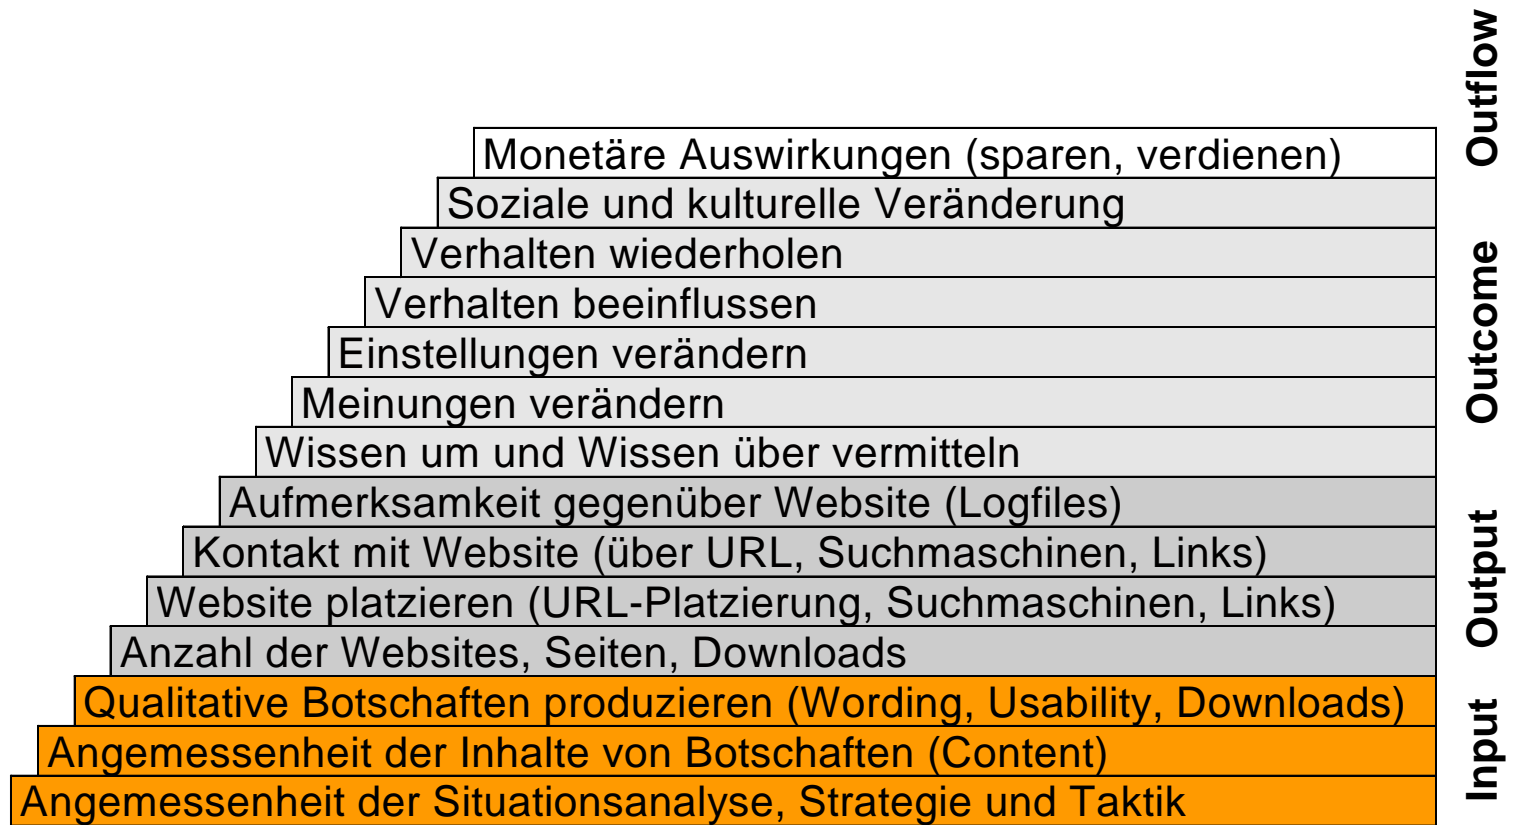 Monetäre Auswirkungen (sparen, verdienen)
Soziale und kulturelle Veränderung
Verhalten wiederholen
Verhalten beeinflussen
Einstellungen verändern
Meinungen verändern
Wissen um und Wissen über vermitteln
Aufmerksamkeit gegenüber Website (Logfiles)
Kontakt mit Website (über URL, Suchmaschinen, Links)
Website platzieren (URL-Platzierung, Suchmaschinen, Links)
Anzahl der Websites, Seiten, Downloads
Qualitative Botschaften produzieren (Wording, Usability, Downloads)
Angemessenheit der Inhalte von Botschaften (Content)
Angemessenheit der Situationsanalyse, Strategie und Taktik
Outflow
Outcome
Output
Input